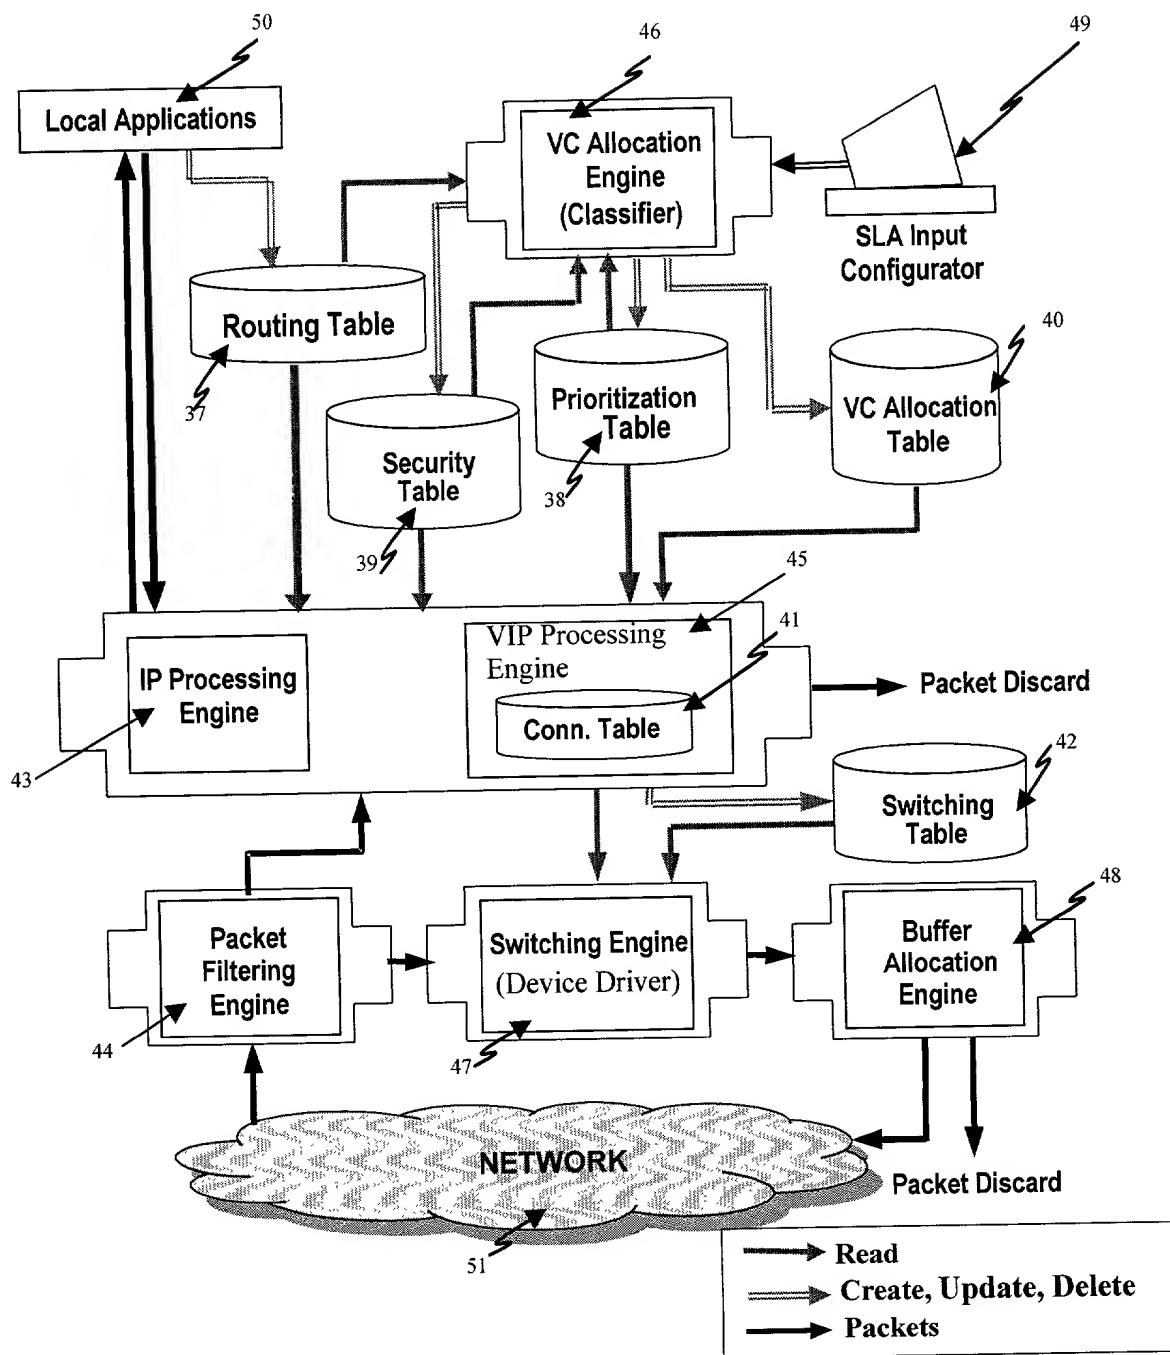 50
46
49
Local Applications
VC Allocation
Engine
(Classifier)
SLA Input
Configurator
Routing Table
37
40
Prioritization
Table
38
VC Allocation
Table
Security
Table
39
45
41
VIP Processing
Engine
Conn. Table
IP Processing
Engine
43
Packet Discard
42
Switching
Table
48
Packet
Filtering
Engine
44
Switching Engine
(Device Driver)
47
Buffer
Allocation
Engine
NETWORK
51
Packet Discard
Read
Create, Update, Delete
Packets